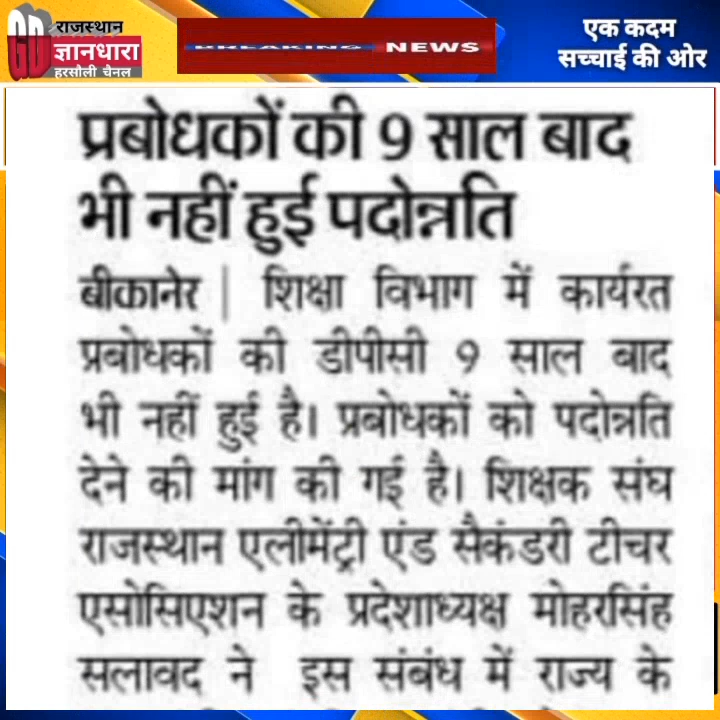 GD
राजस्थान
ज्ञानधारा
हरसौली चैनल
BREAKING NEWS
एक कदम
सच्चाई की ओर
प्रबोधकों की 9 साल बाद
भी नहीं हुई पदोन्नति
बीकानेर | शिक्षा विभाग में कार्यरत
प्रबोधकों की डीपीसी 9 साल बाद
भी नहीं हुई है। प्रबोधकों को पदोन्नति
देने की मांग की गई है। शिक्षक संघ
राजस्थान एलीमेंट्री एंड सैकंडरी टीचर
एसोसिएशन के प्रदेशाध्यक्ष मोहरसिंह
सलावद ने इस संबंध में राज्य के